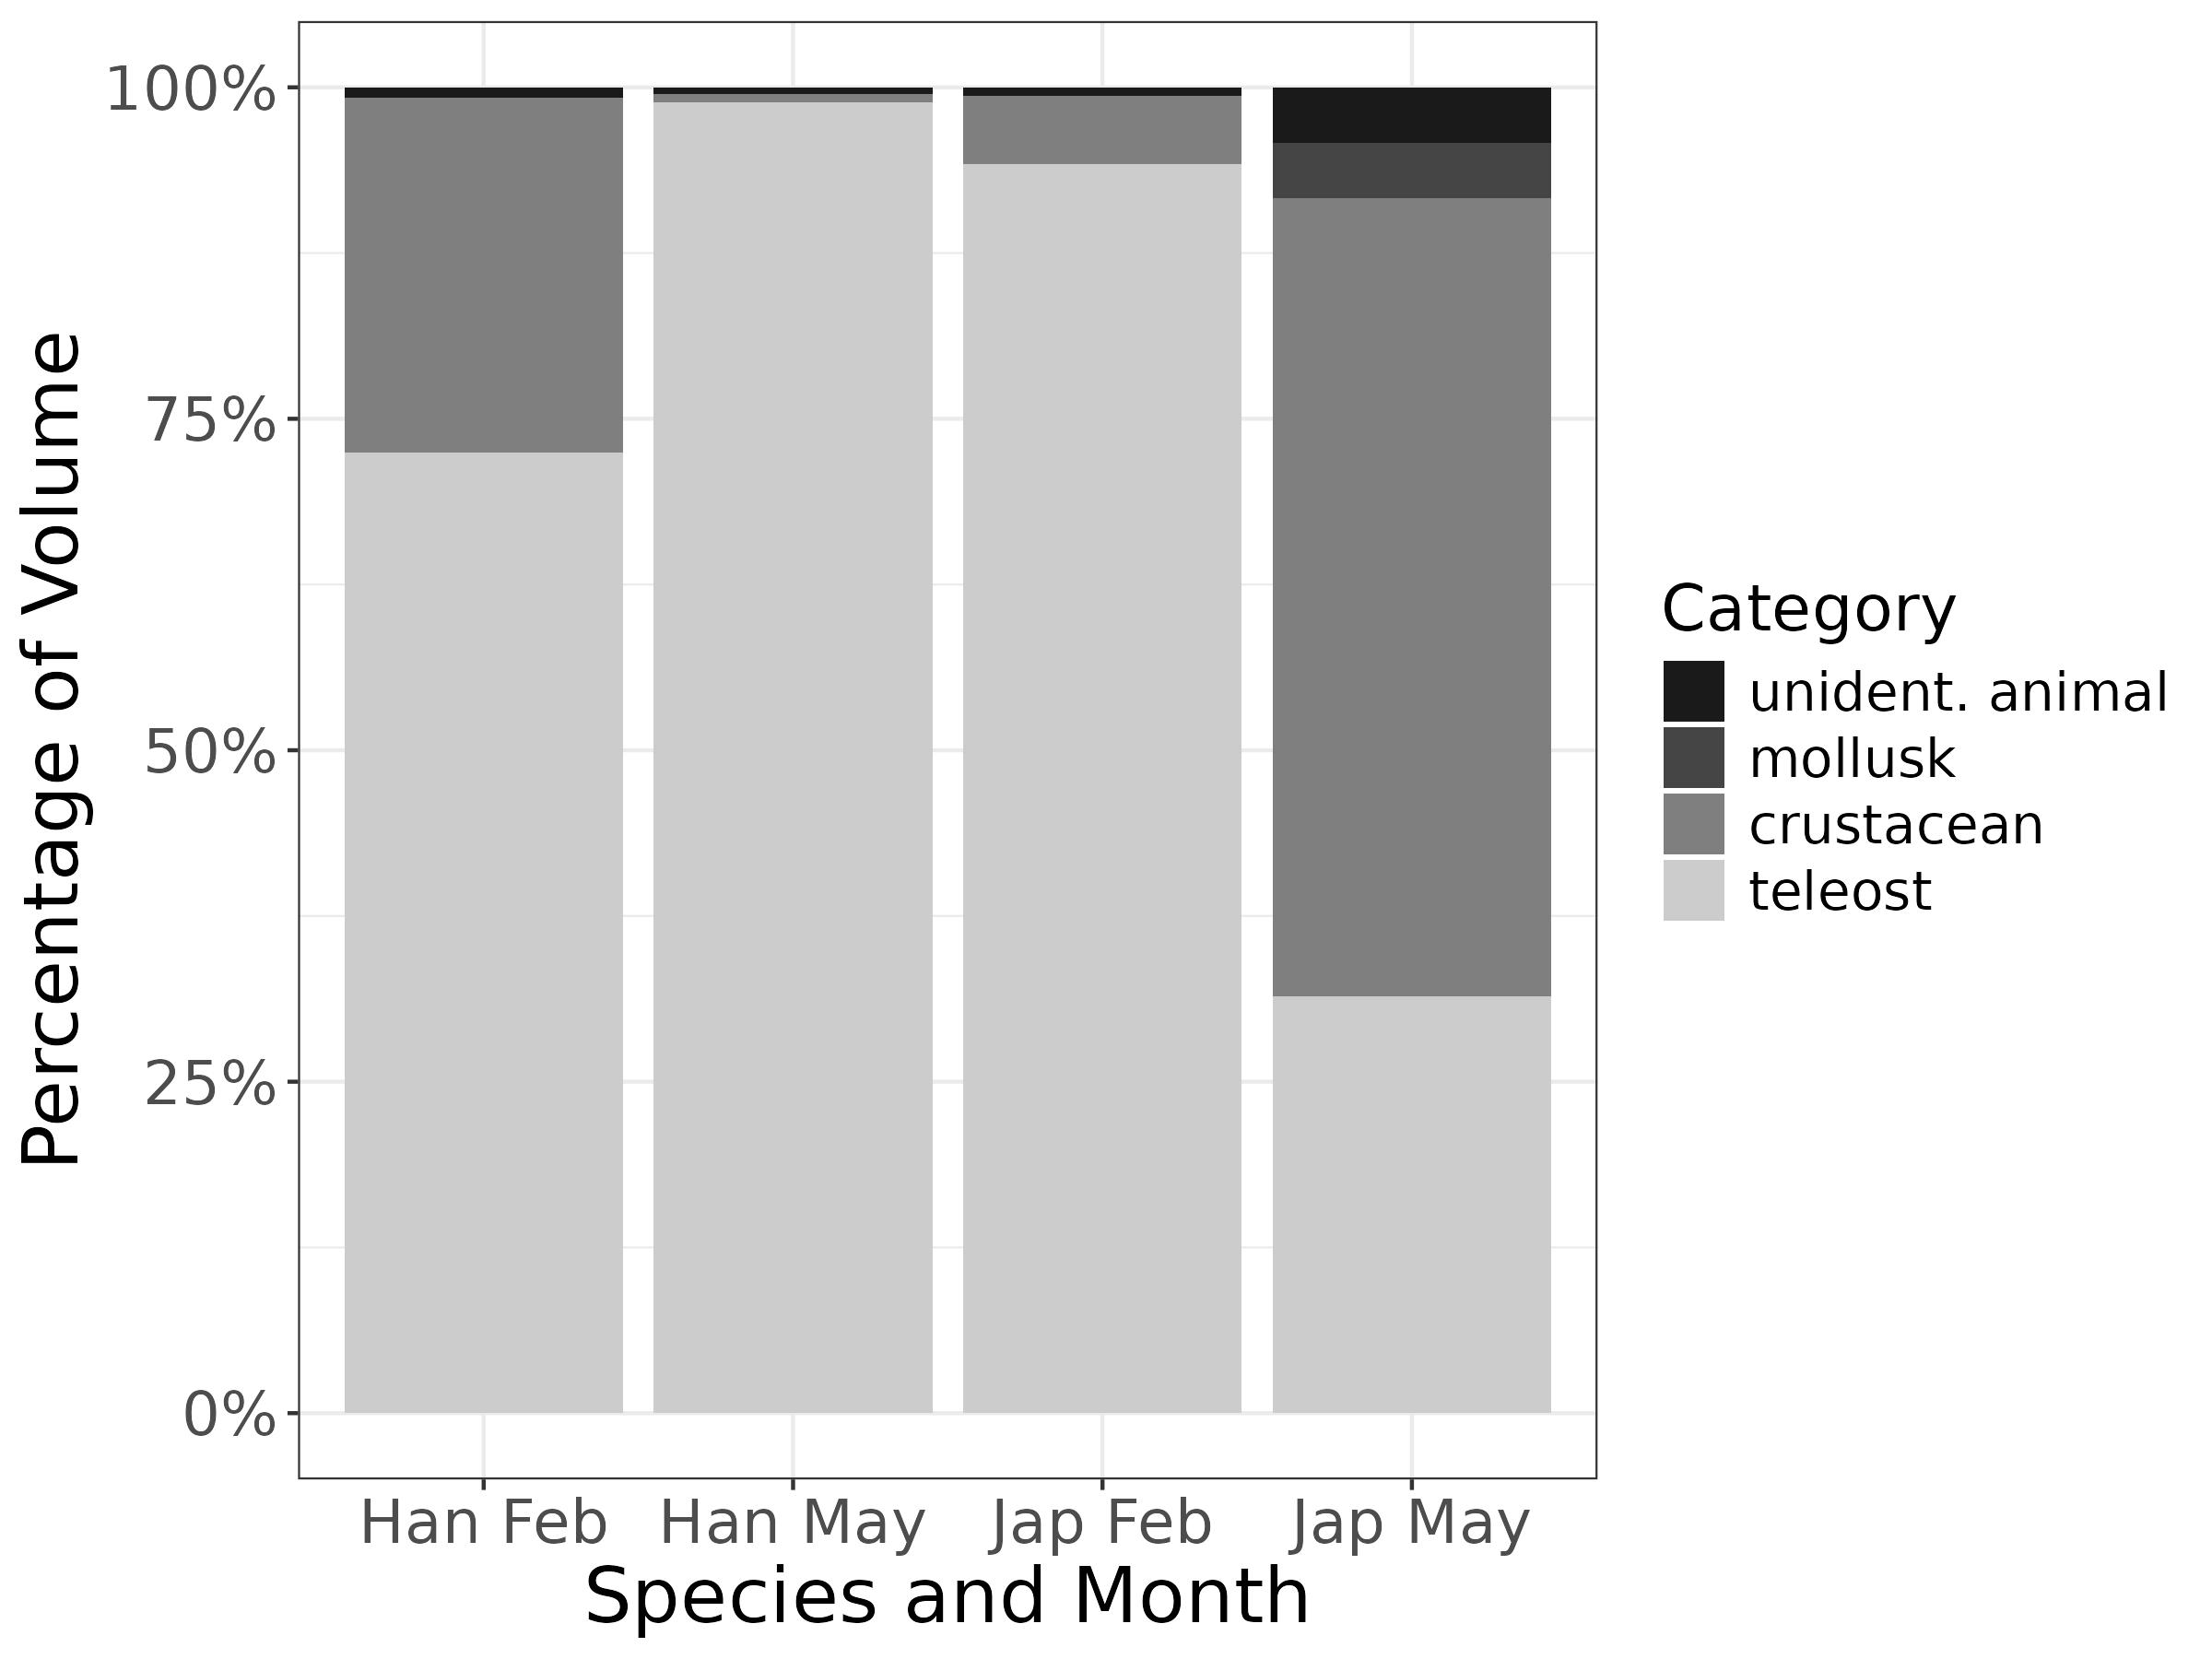 Percentage of Volume
100%
75%
50%
25%
0%
Han Feb
Han May
Jap Feb
Jap May
Species and Month
Category
unident. animal
mollusk
crustacean
teleost